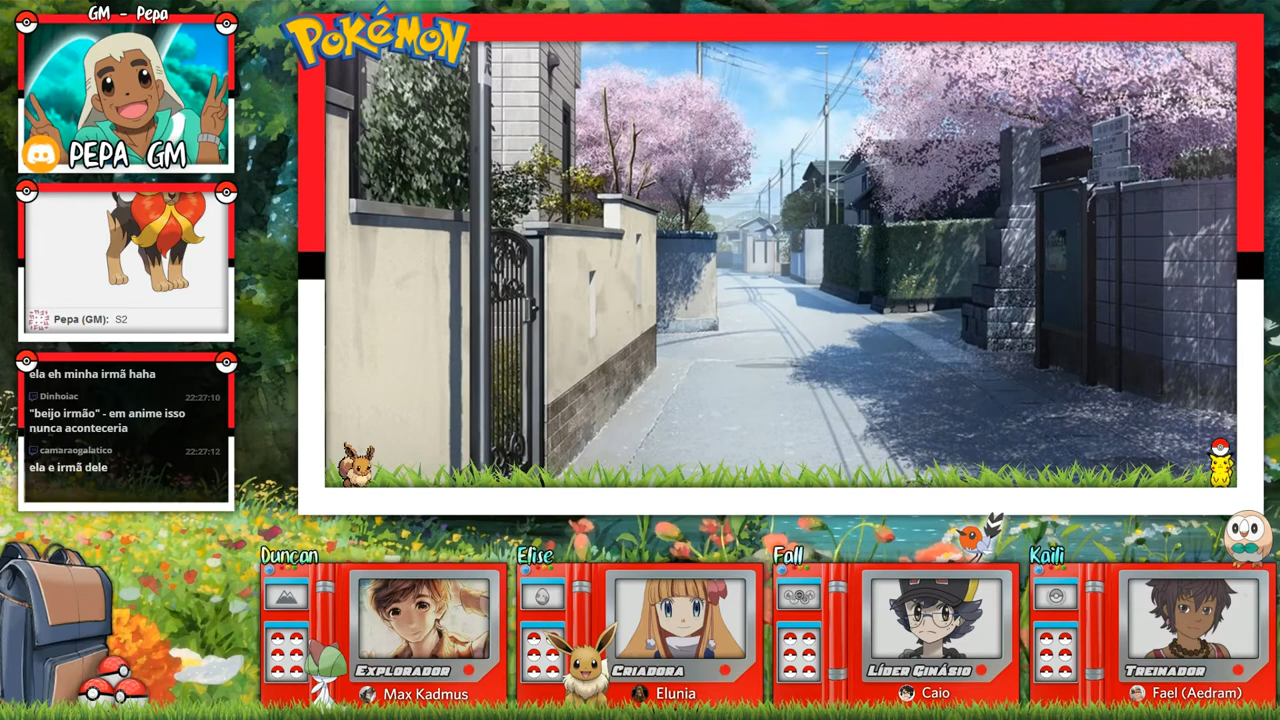 GM - Pepa
POKéMON
PEPA GM
Pepa (GM): S2
ela eh minha irmã haha
Dinhoiac 22:27:10
"beijo irmão" - em anime isso
nunca aconteceria
camaraogalatico 22:27:12
ela e irmã dele
Duncan
EXPLORADOR
Max Kadmus
Elise
CRIADORA
Elunia
Fall
LÍDER GINÁSIO
Caio
Kaili
TREINADOR
Fael (Aedram)